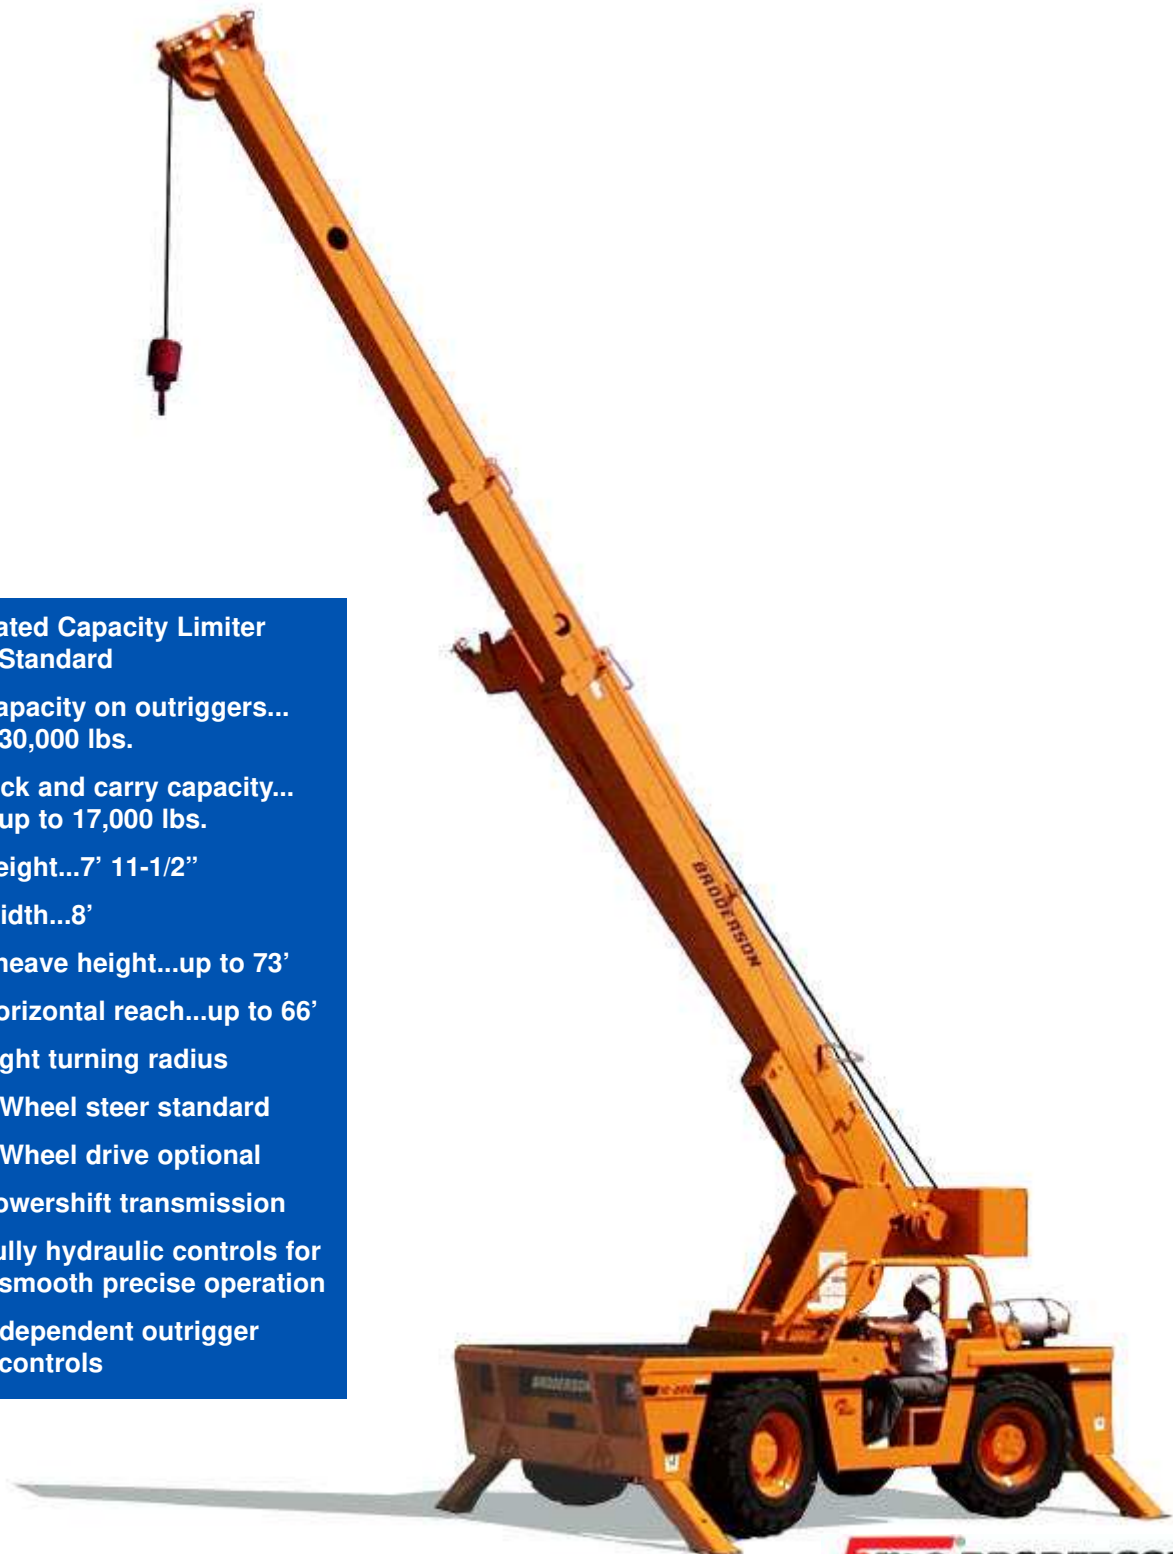 ated Capacity Limiter
Standard
apacity on outriggers...
30,000 lbs.
ck and carry capacity...
up to 17,000 lbs.
eight...7’ 11-1/2”
idth...8’
heave height...up to 73’
orizontal reach...up to 66’
ght turning radius
Wheel steer standard
Wheel drive optional
owershift transmission
ully hydraulic controls for
smooth precise operation
dependent outrigger
controls
BRODERSON
BRODERSON
IC-200